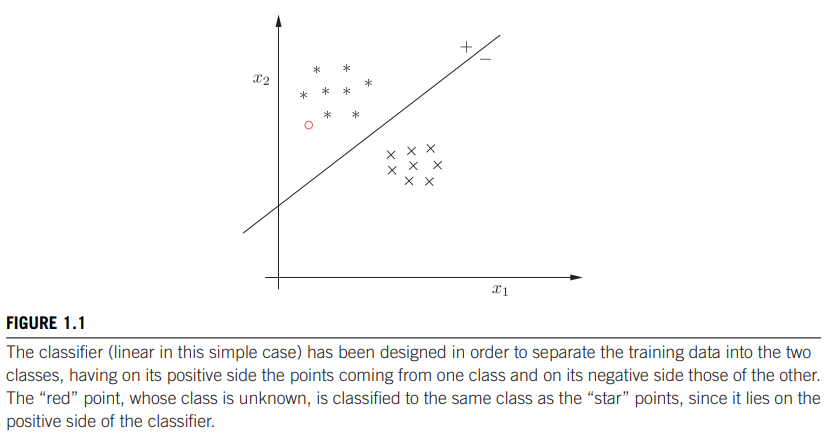 +
−
x₂
x₁
FIGURE 1.1
The classifier (linear in this simple case) has been designed in order to separate the training data into the two
classes, having on its positive side the points coming from one class and on its negative side those of the other.
The “red” point, whose class is unknown, is classified to the same class as the “star” points, since it lies on the
positive side of the classifier.